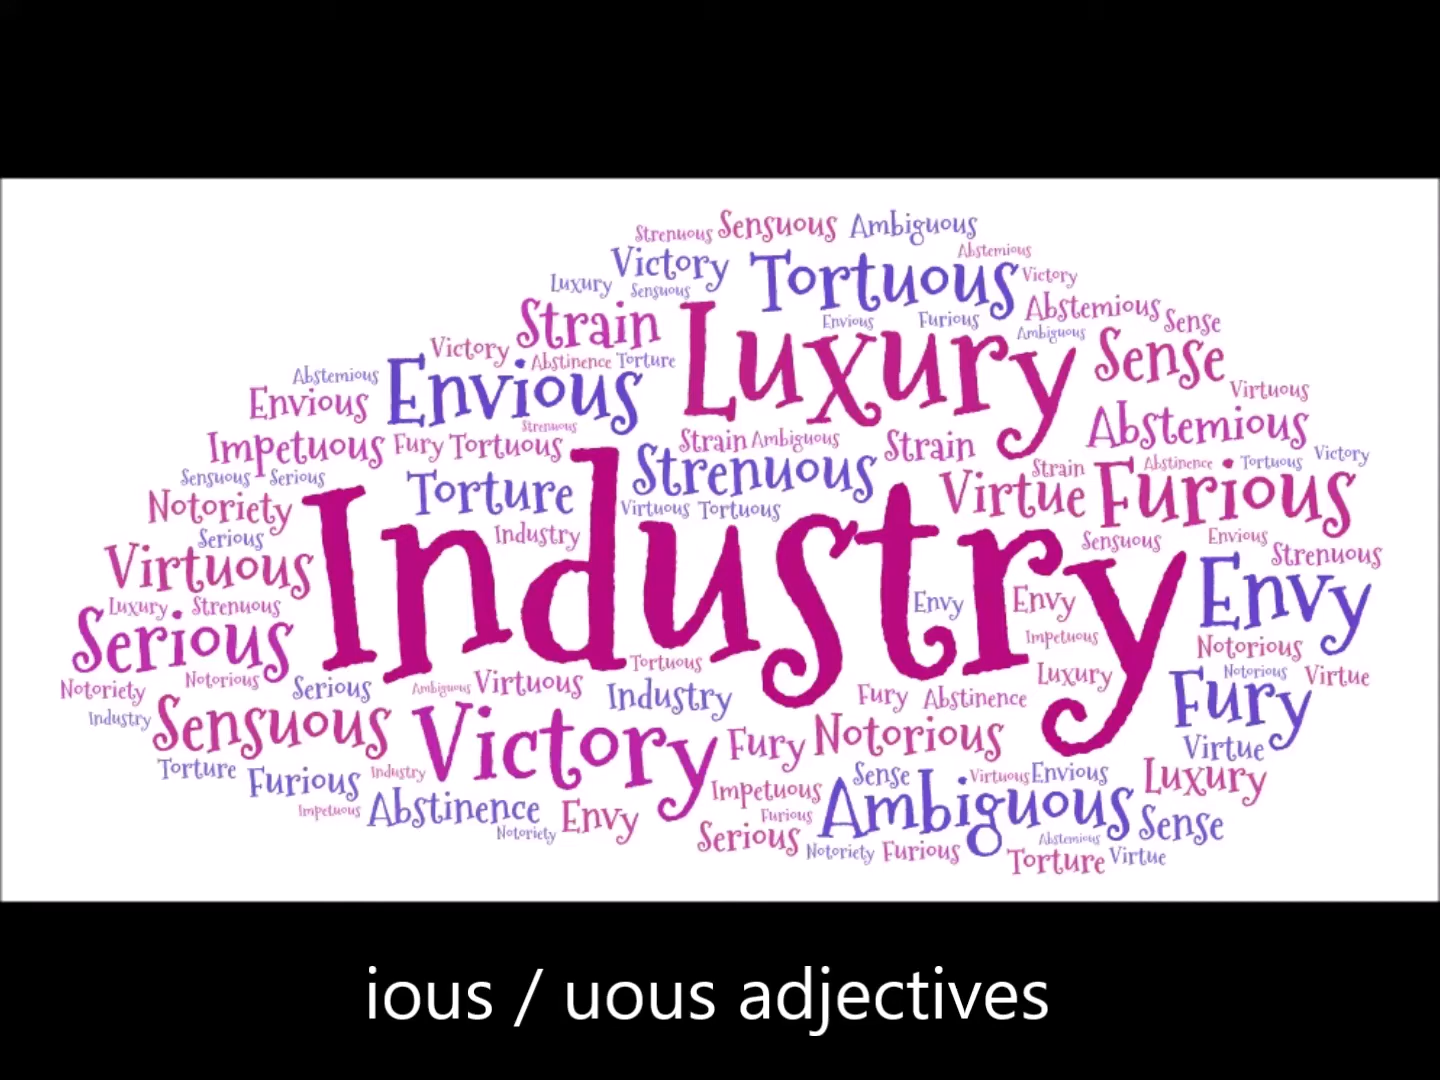 Strenuous Sensuous Ambiguous
Victory Tortuous Abstemious
Luxury Sensuous Victory
Strain Luxury Envious Furious Abstemious Sense
Victory Abstinence Torture Ambiguous Sense
Abstemious Envious Virtuous
Envious Strenuous Abstemious
Impetuous Fury Tortuous Strain Ambiguous Strain Victory
Sensuous Serious Torture Strenuous Strain Abstinence Tortuous
Notoriety Industry Virtuous Tortuous Virtue Furious
Serious Industry Sensuous Envious Strenuous
Virtuous Envy
Luxury Strenuous Envy Envy
Serious Impetuous Notorious
Notoriety Notorious Serious Ambiguous Virtuous Tortuous Luxury Notorious Virtue
Industry Sensuous Industry Fury Abstinence Fury
Victory Fury Notorious Virtue
Torture Furious Industry Sense Virtuous Envious Luxury
Impetuous Abstinence Envy Impetuous Ambiguous Sense
Notoriety Furious
Serious Abstemious
Notoriety Furious Torture Virtue
ious / uous adjectives